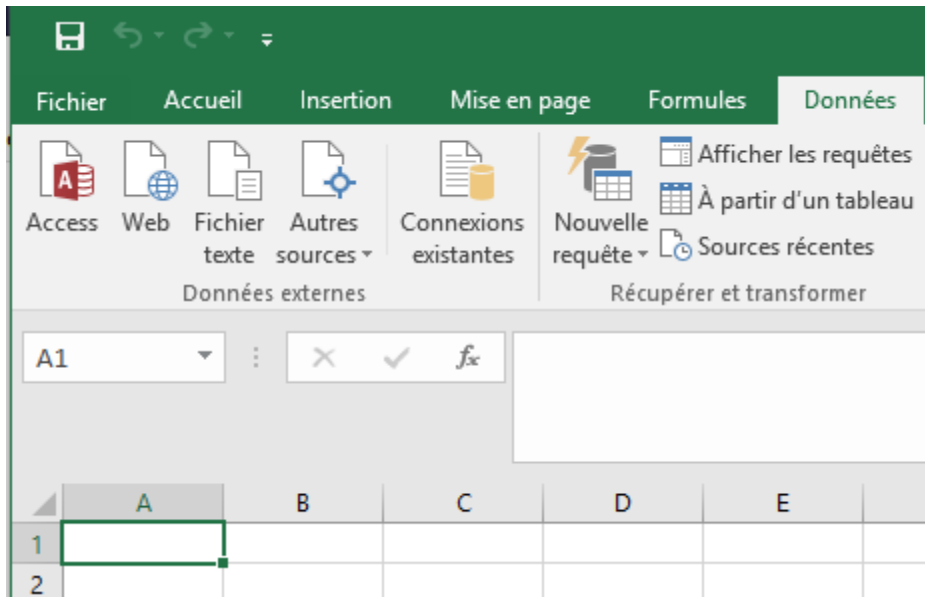 Fichier Accueil Insertion Mise en page Formules Données
Access Web Fichier texte Autres sources Connexions existantes Nouvelle requête
Afficher les requêtes
À partir d'un tableau
Sources récentes
Données externes Récupérer et transformer
A1 fx
A B C D E
1
2